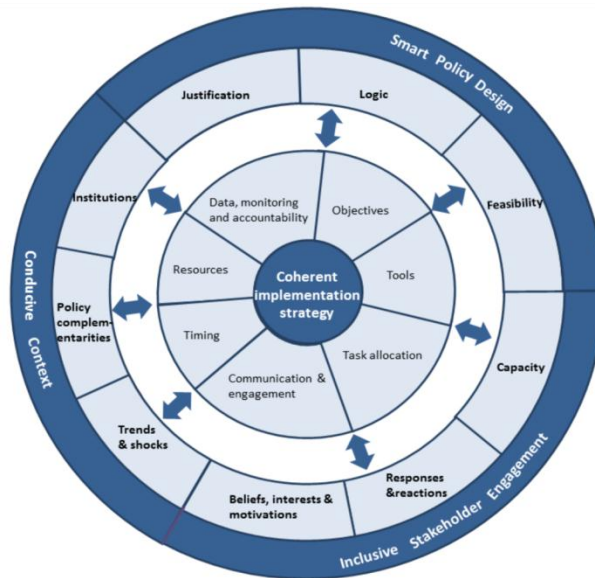 Smart Policy Design
Justification
Logic
Feasibility
Institutions
Data, monitoring
and accountability
Objectives
Resources
Coherent
implementation
strategy
Tools
Policy
complem-
entarities
Timing
Task allocation
Communication &
engagement
Capacity
Trends
& shocks
Responses
&reactions
Beliefs, interests &
motivations
Conducive Context
Inclusive Stakeholder Engagement